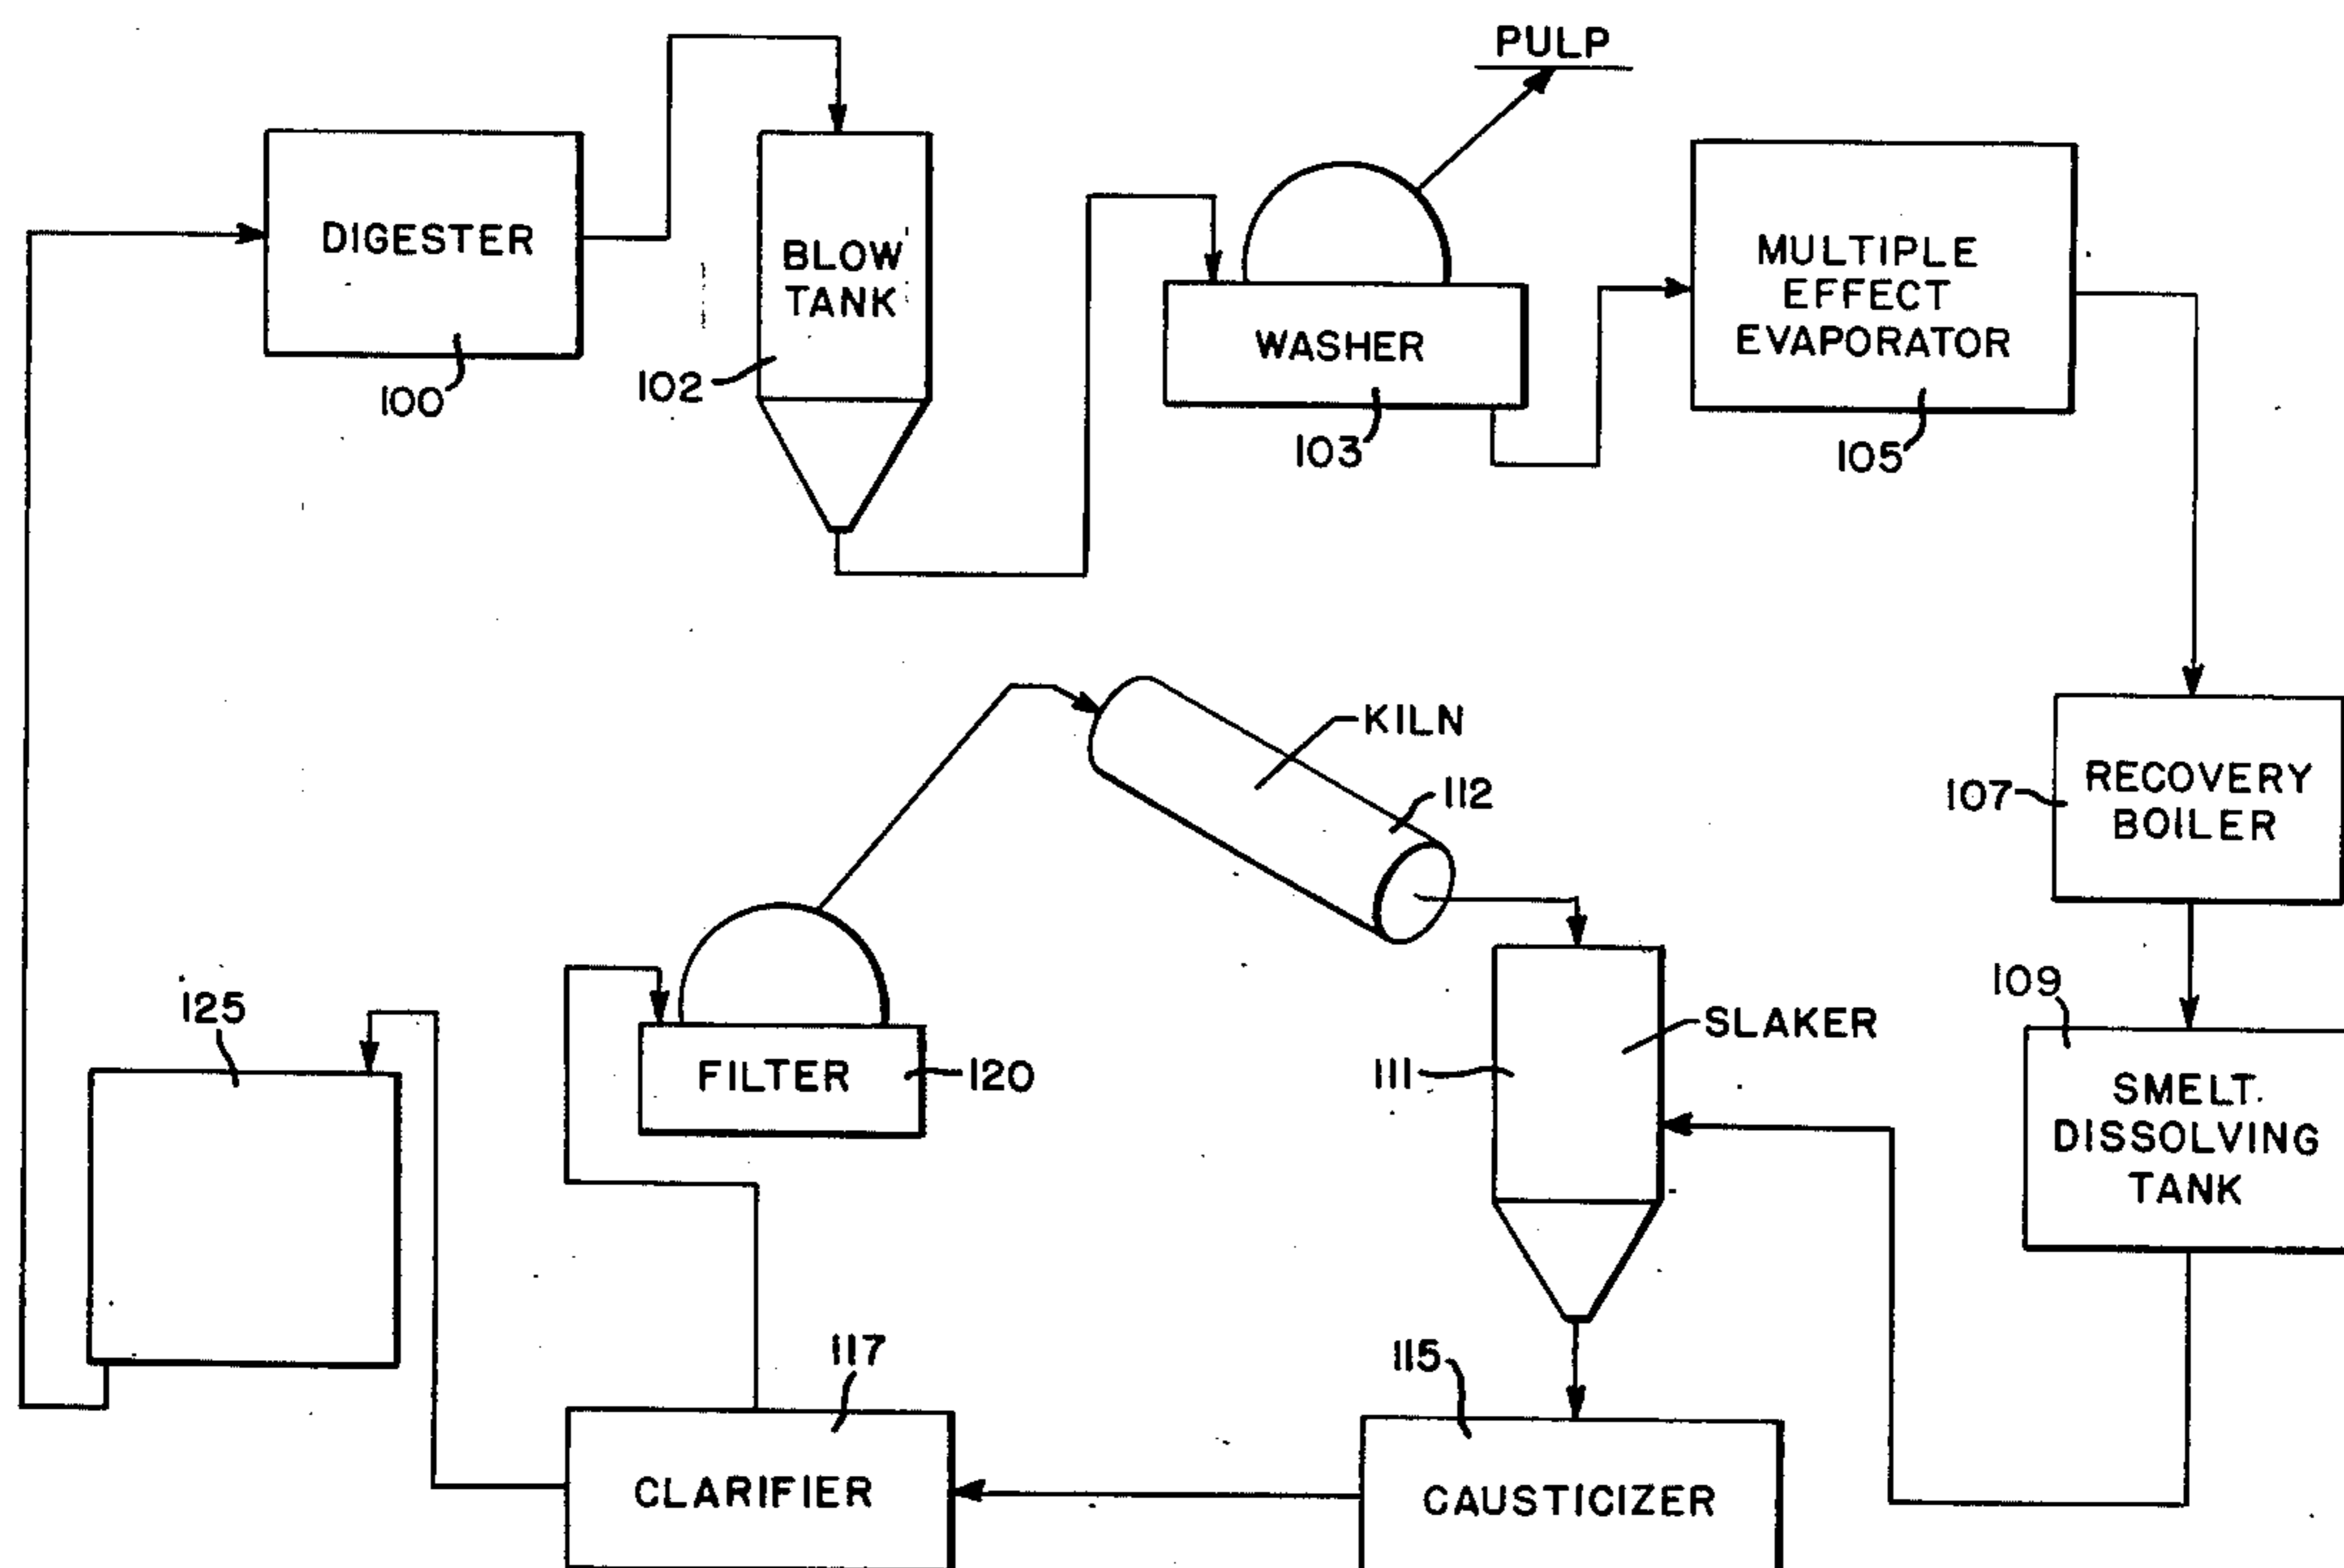 PULP
DIGESTER
100
BLOW
TANK
102
WASHER
103
MULTIPLE
EFFECT
EVAPORATOR
105
KILN
112
RECOVERY
BOILER
107
125
FILTER
120
SLAKER
111
109
SMELT
DISSOLVING
TANK
117
CLARIFIER
115
CAUSTICIZER